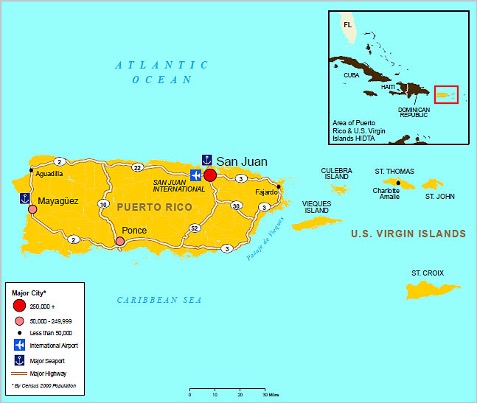 FL
CUBA
HAITI
DOMINICAN
REPUBLIC
Area of Puerto
Rico & U.S. Virgin
Islands HIDTA
ATLANTIC
OCEAN
2
22
San Juan
SAN JUAN
INTERNATIONAL
3
Aguadilla
Fajardo
CULEBRA
ISLAND
ST. THOMAS
Charlotte
Amalie
ST. JOHN
Mayagüez
PUERTO RICO
10
30
3
VIEQUES
ISLAND
Ponce
52
2
3
Pasaje de Vieques
U.S. VIRGIN ISLANDS
ST. CROIX
CARIBBEAN SEA
Major City*
250,000 +
50,000 - 249,999
Less than 50,000
International Airport
Major Seaport
Major Highway
* By Census 2000 Population
0 15 30 Miles